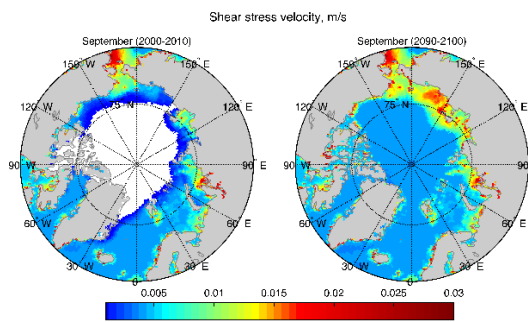 Shear stress velocity, m/s
September (2000-2010)
September (2090-2100)
150° W
150° E
120° W
120° E
75° N
90° W
90° E
60° W
60° E
30° W
30° E
0
150° W
150° E
120° W
120° E
75° N
90° W
90° E
60° W
60° E
30° W
30° E
0
0.005 0.01 0.015 0.02 0.025 0.03